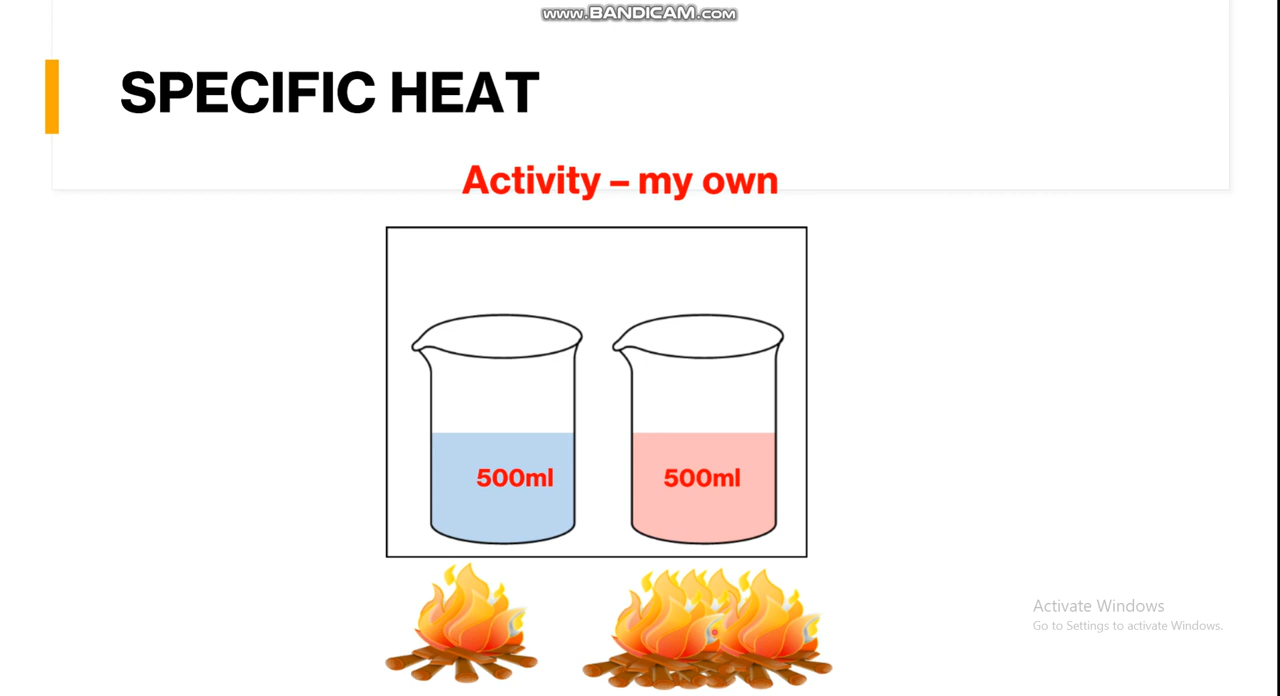 www.BANDICAM.com
SPECIFIC HEAT
Activity – my own
500ml 500ml
Activate Windows
Go to Settings to activate Windows.